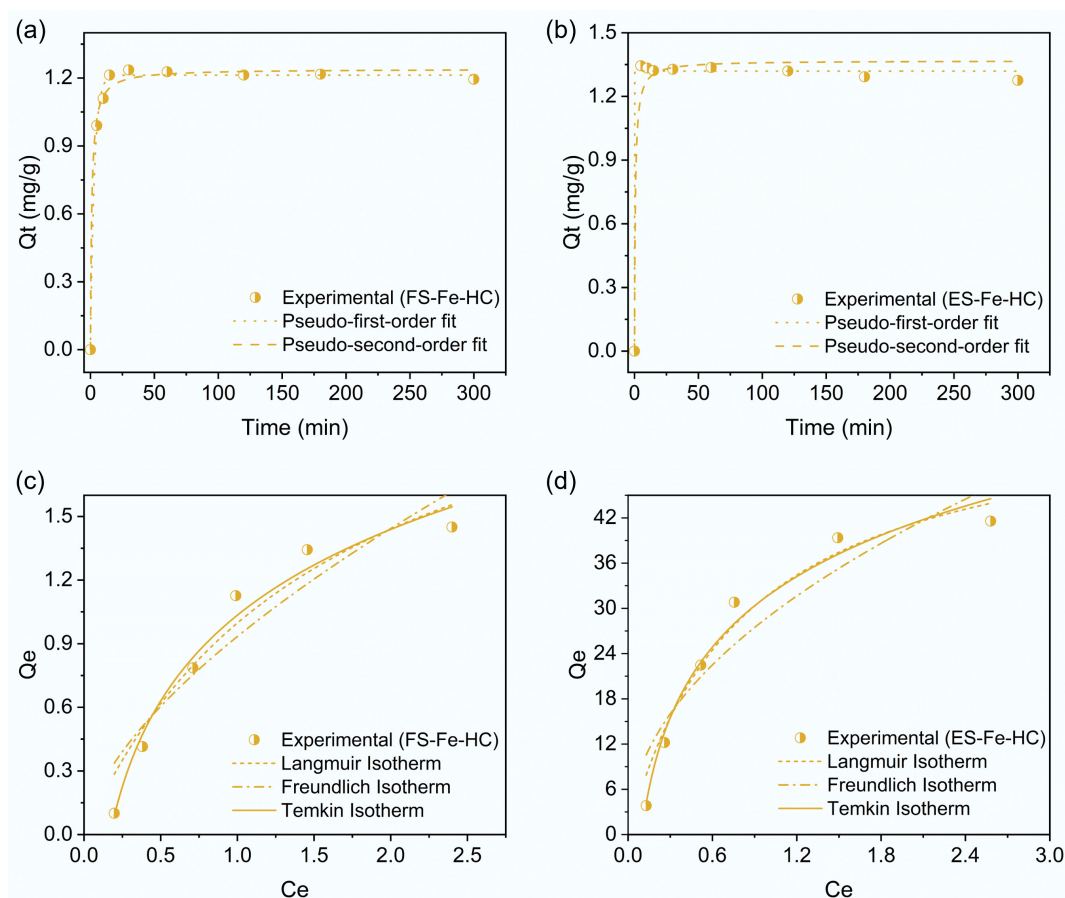 (a)
1.2
0.9
0.6
0.3
0.0
Qt (mg/g)
Experimental (FS-Fe-HC)
Pseudo-first-order fit
Pseudo-second-order fit
0 50 100 150 200 250 300
Time (min)
(b)
1.5
1.2
0.9
0.6
0.3
0.0
Qt (mg/g)
Experimental (ES-Fe-HC)
Pseudo-first-order fit
Pseudo-second-order fit
0 50 100 150 200 250 300
Time (min)
(c)
1.5
1.2
0.9
0.6
0.3
0.0
Qe
Experimental (FS-Fe-HC)
Langmuir Isotherm
Freundlich Isotherm
Temkin Isotherm
0.0 0.5 1.0 1.5 2.0 2.5
Ce
(d)
42
36
30
24
18
12
6
0
Qe
Experimental (ES-Fe-HC)
Langmuir Isotherm
Freundlich Isotherm
Temkin Isotherm
0.0 0.6 1.2 1.8 2.4 3.0
Ce